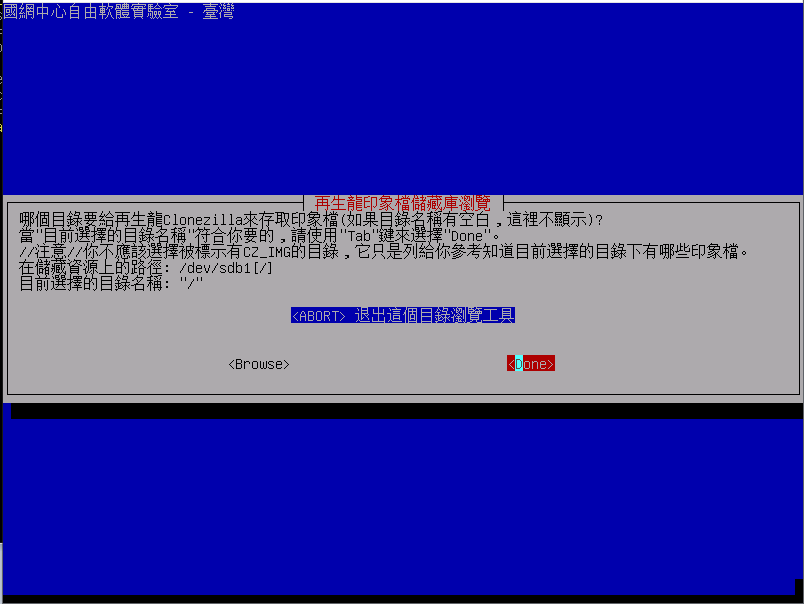 國網中心自由軟體實驗室 - 臺灣
再生龍印象檔儲藏庫瀏覽
哪個目錄要給再生龍Clonezilla來存取印象檔(如果目錄名稱有空白，這裡不顯示)?
當"目前選擇的目錄名稱"符合你要的，請使用"Tab"鍵來選擇"Done"。
//注意//你不應該選擇被標示有CZ_IMG的目錄，它只是列給你參考知道目前選擇的目錄下有哪些印象檔。
在儲藏資源上的路徑: /dev/sdb1[/]
目前選擇的目錄名稱: "/"
<ABORT> 退出這個目錄瀏覽工具
<Browse> <Done>